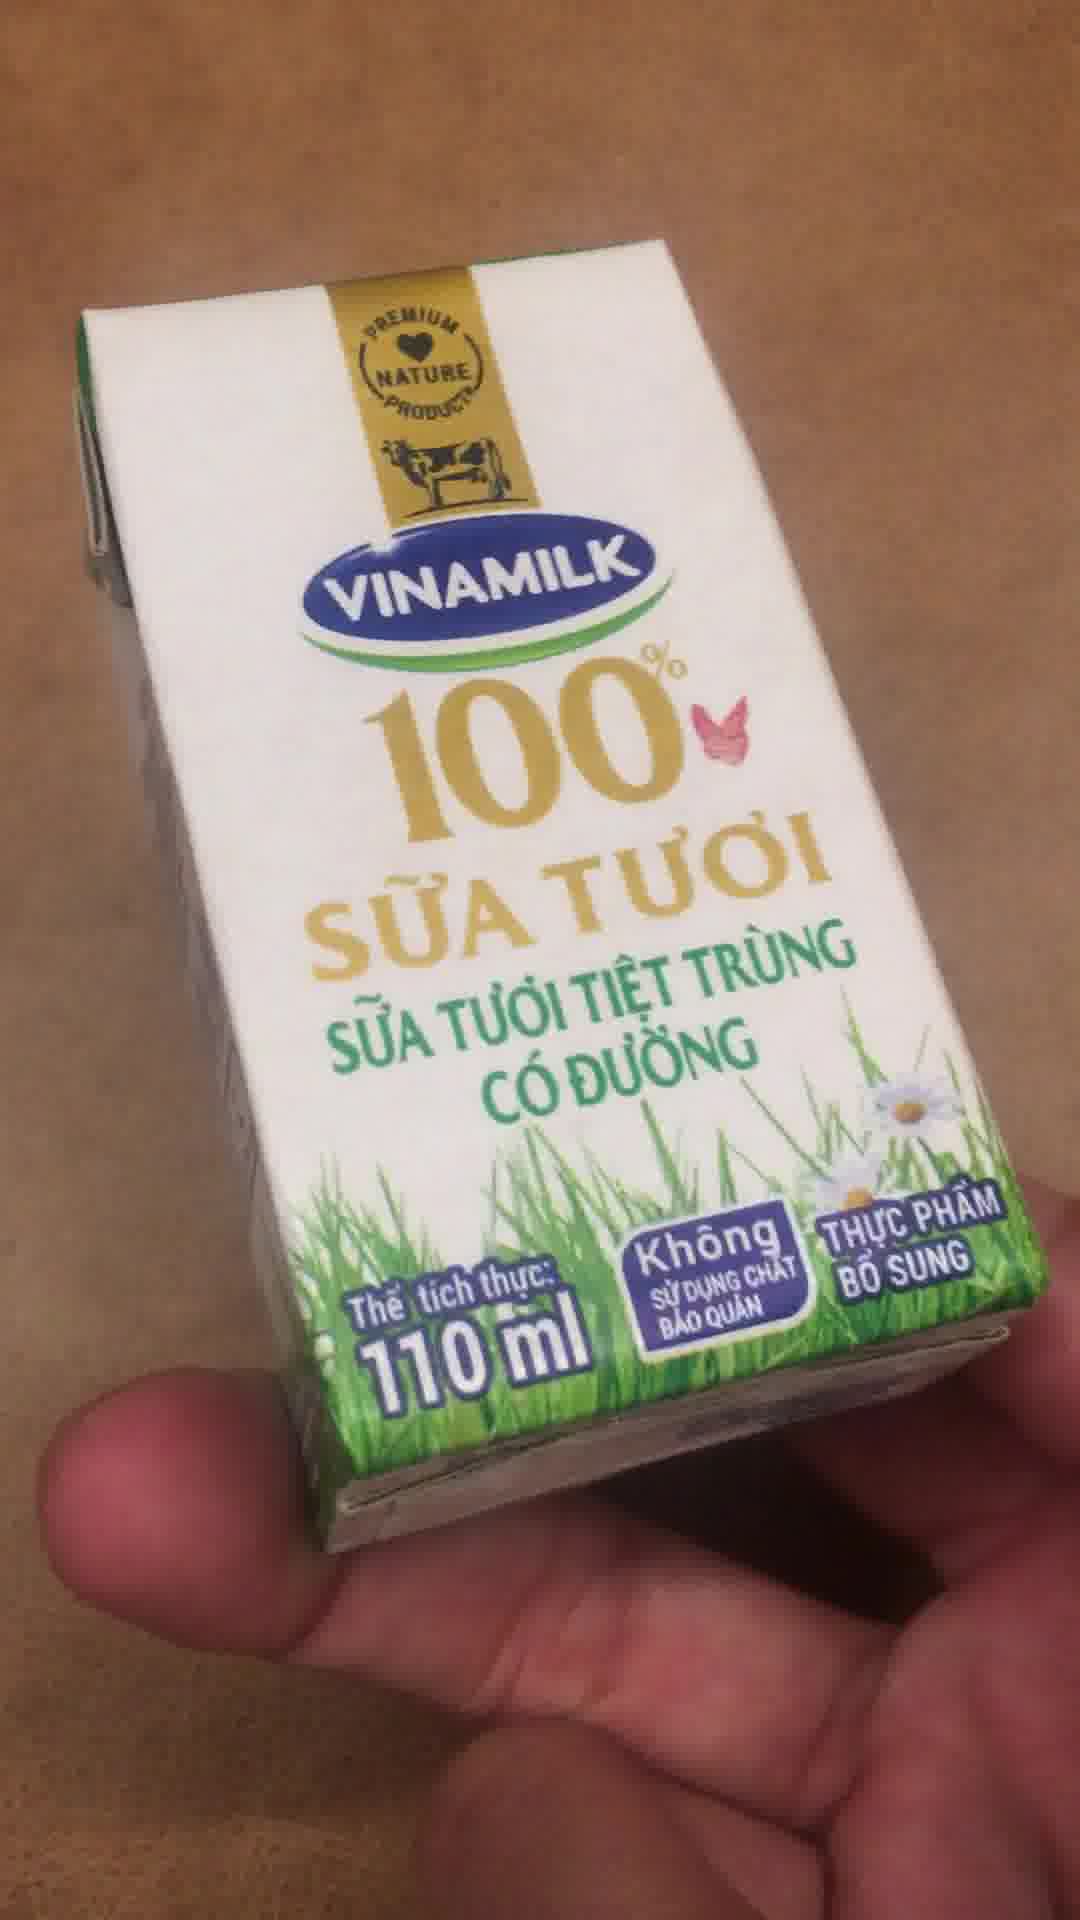 PREMIUM
NATURE
PRODUCT
VINAMILK
100%
SỮA TƯƠI
SỮA TƯƠI TIỆT TRÙNG
CÓ ĐƯỜNG
Thể tích thực:
110 ml
Không
SỬ DỤNG CHẤT
BẢO QUẢN
THỰC PHẨM
BỔ SUNG